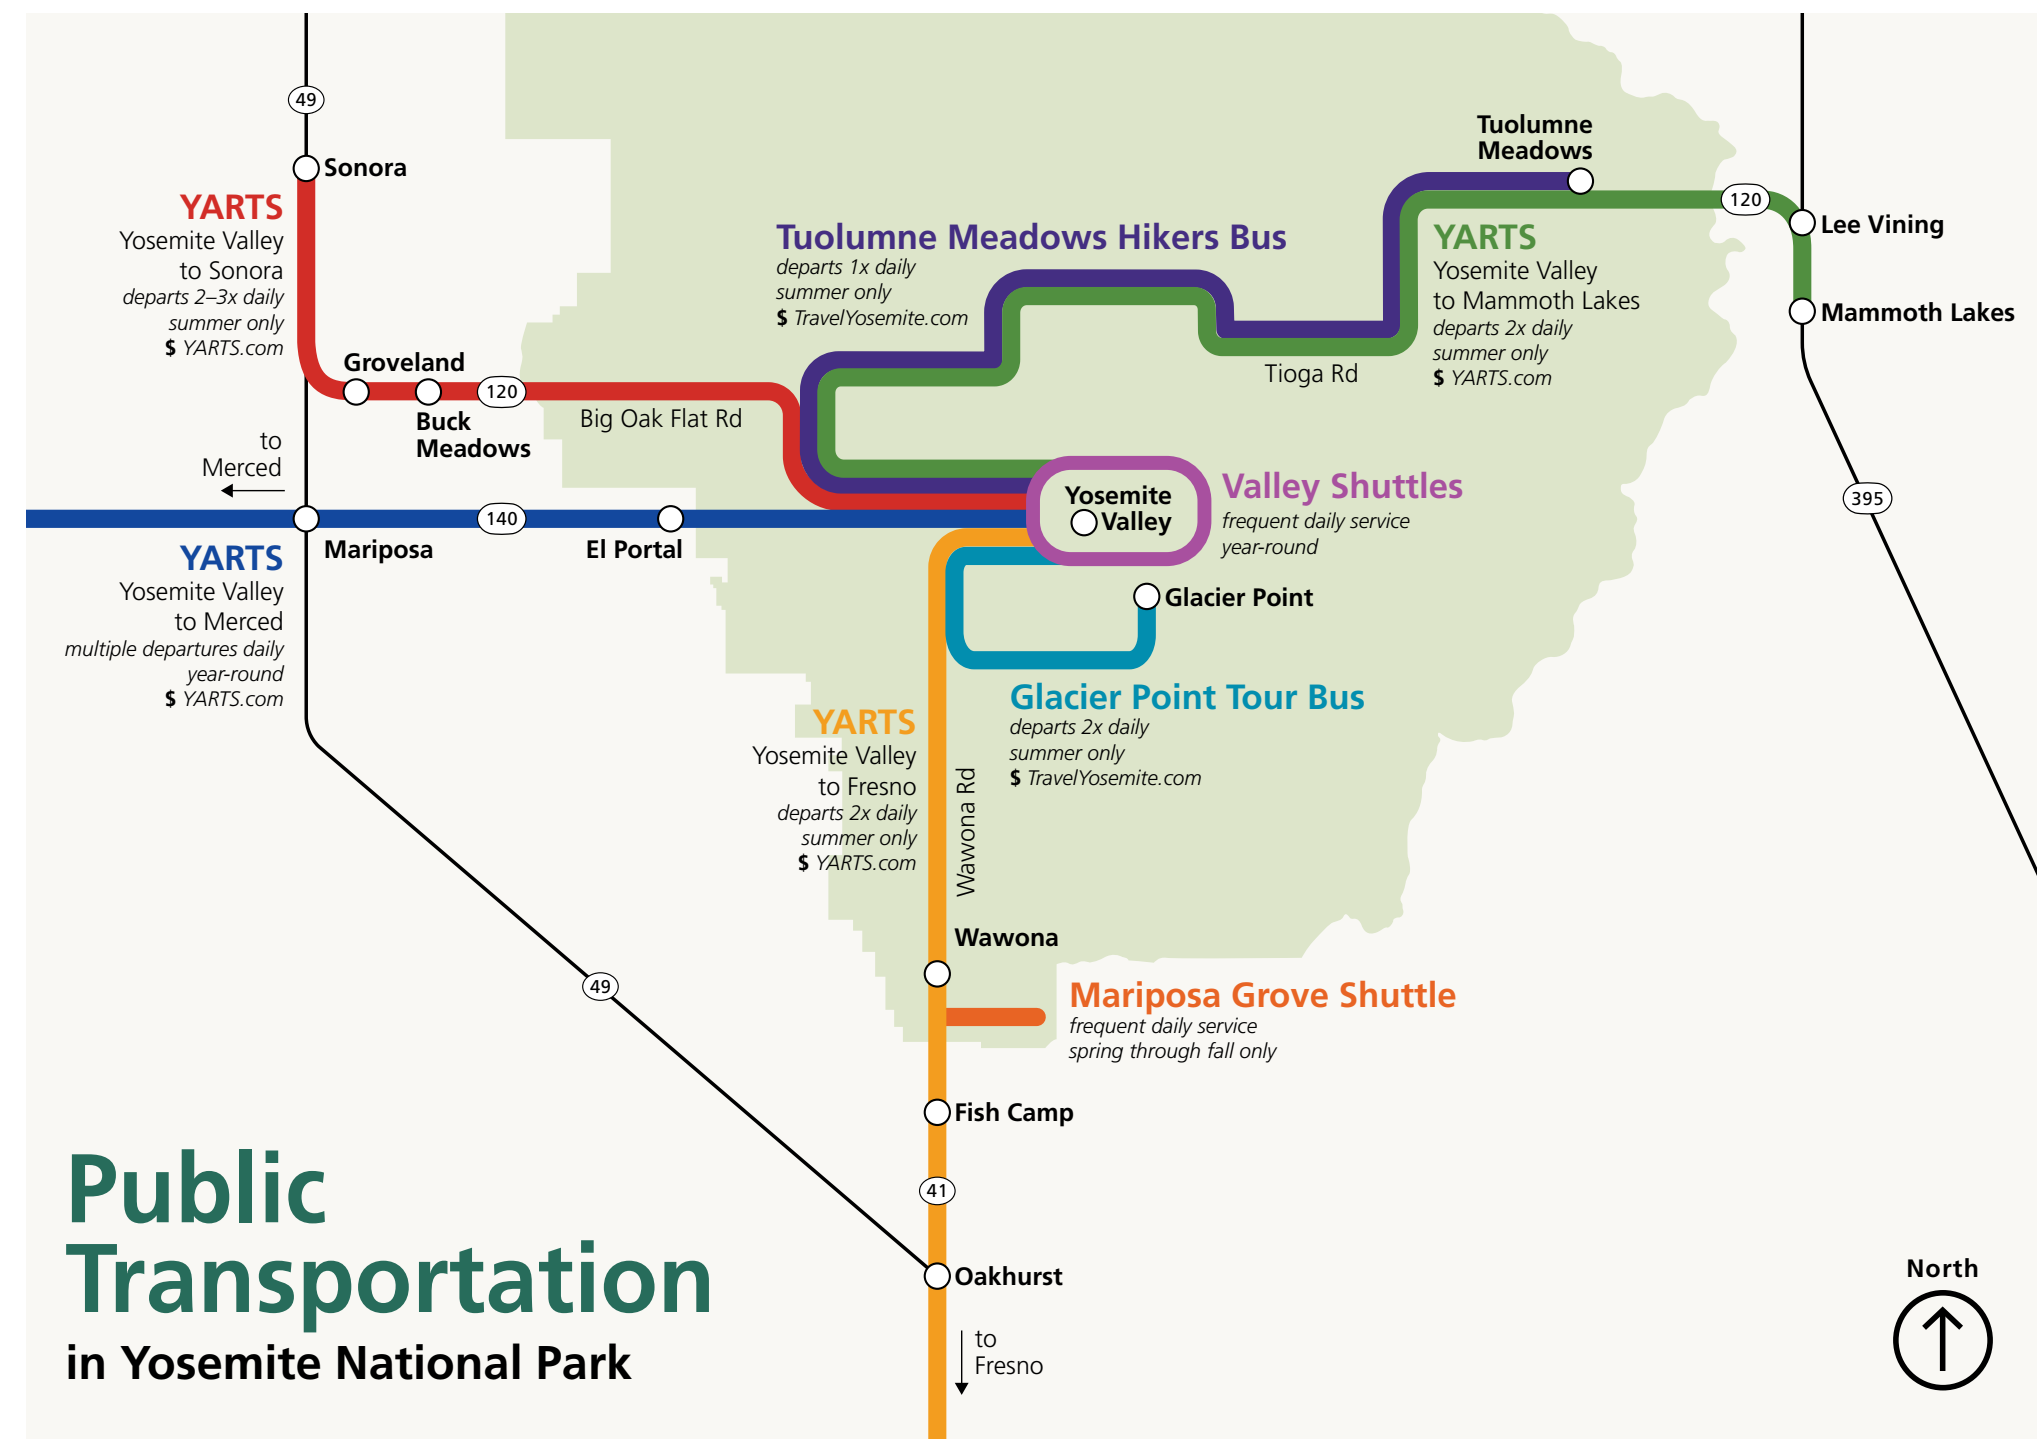 49
Sonora
YARTS
Yosemite Valley
to Sonora
departs 2–3x daily
summer only
$ YARTS.com
Groveland
Buck
Meadows
120
Big Oak Flat Rd
Tuolumne Meadows Hikers Bus
departs 1x daily
summer only
$ TravelYosemite.com
Tuolumne
Meadows
120
Lee Vining
Mammoth Lakes
YARTS
Yosemite Valley
to Mammoth Lakes
departs 2x daily
summer only
$ YARTS.com
Tioga Rd
395
to
Merced
140
Mariposa
El Portal
YARTS
Yosemite Valley
to Merced
multiple departures daily
year-round
$ YARTS.com
Yosemite
Valley
Valley Shuttles
frequent daily service
year-round
Glacier Point
Glacier Point Tour Bus
departs 2x daily
summer only
$ TravelYosemite.com
YARTS
Yosemite Valley
to Fresno
departs 2x daily
summer only
$ YARTS.com
Wawona Rd
Wawona
49
Mariposa Grove Shuttle
frequent daily service
spring through fall only
Fish Camp
41
Oakhurst
to
Fresno
Public
Transportation
in Yosemite National Park
North